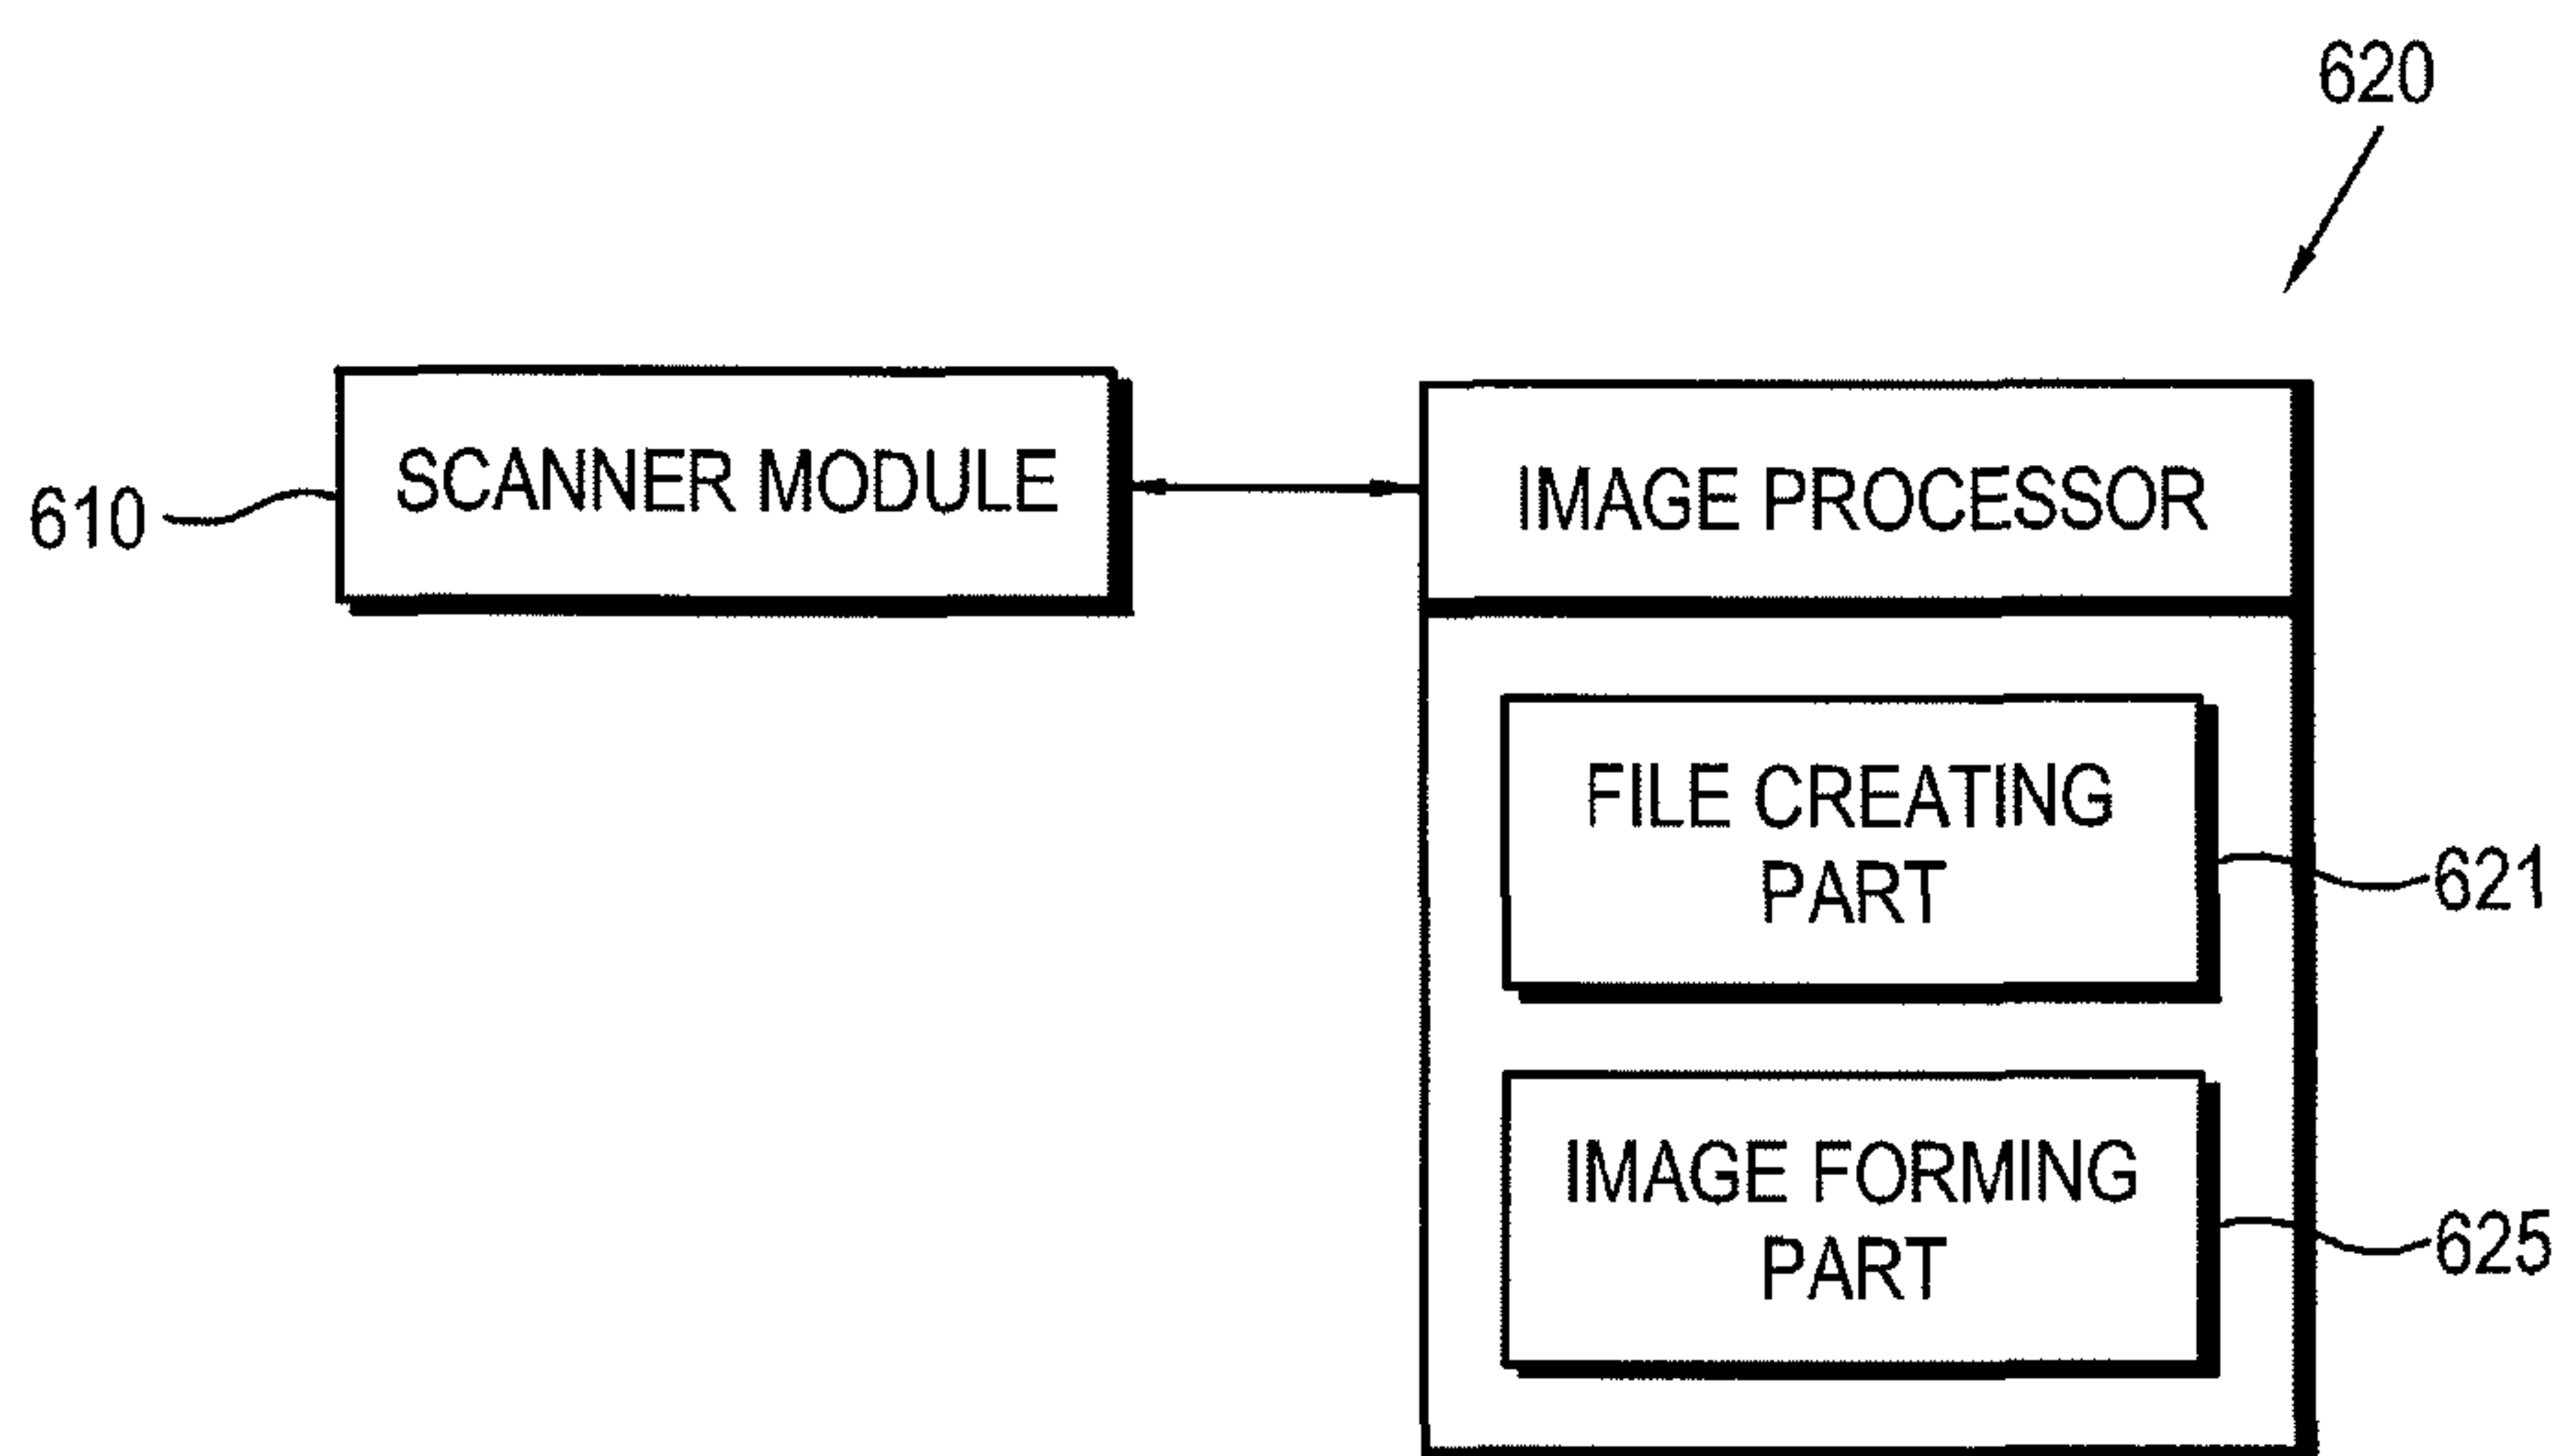 620
SCANNER MODULE
610
IMAGE PROCESSOR
FILE CREATING
PART
621
IMAGE FORMING
PART
625